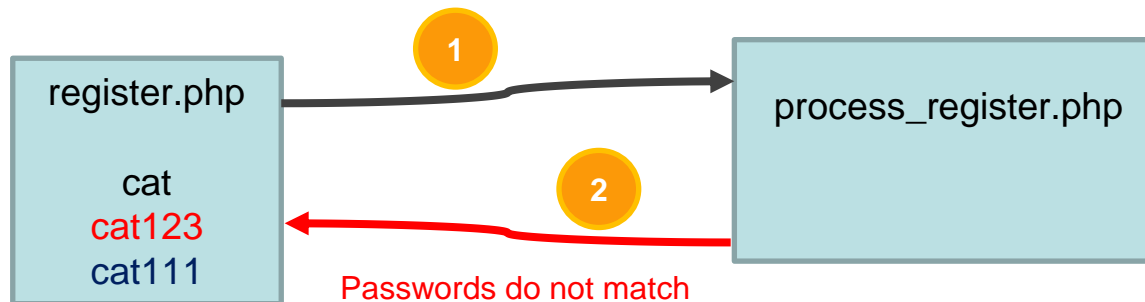 1
register.php
process_register.php
cat
cat123
cat111
2
Passwords do not match